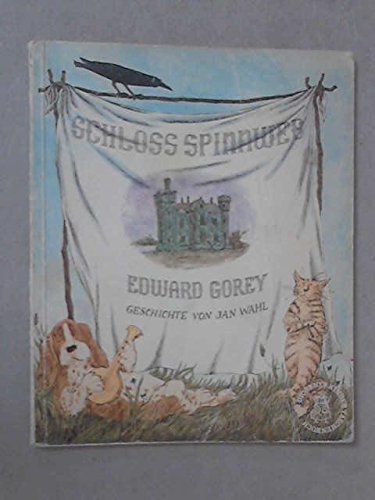 SCHLOSS SPINNWEB
EDWARD GOREY
GESCHICHTE VON JAN WAHL